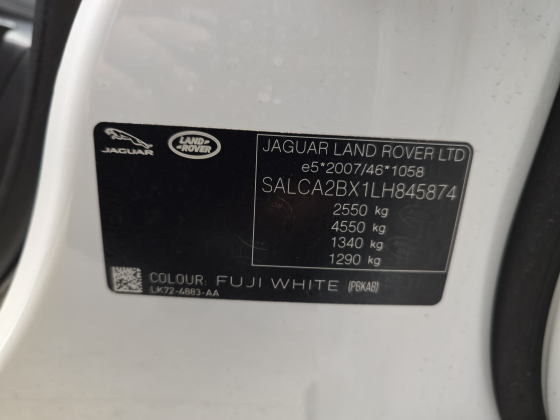 JAGUAR
LAND ROVER
JAGUAR LAND ROVER LTD
e5*2007/46*1058
SALCA2BX1LH845874
2550 kg
4550 kg
1340 kg
1290 kg
COLOUR: FUJI WHITE (PBKAB)
LK72-4883-AA